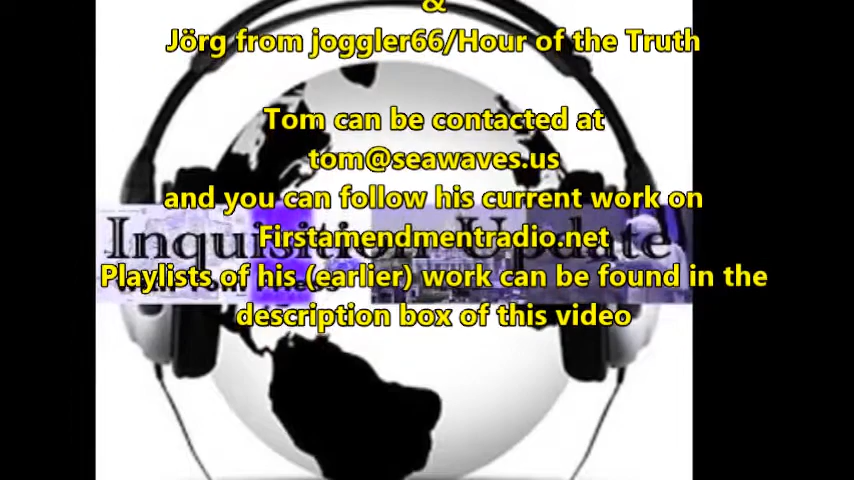 &
Jörg from joggler66/Hour of the Truth
Tom can be contacted at
tom@seawaves.us
and you can follow his current work on
Inquisition Update
Firstamendmentradio.net
Playlists of his (earlier) work can be found in the
description box of this video